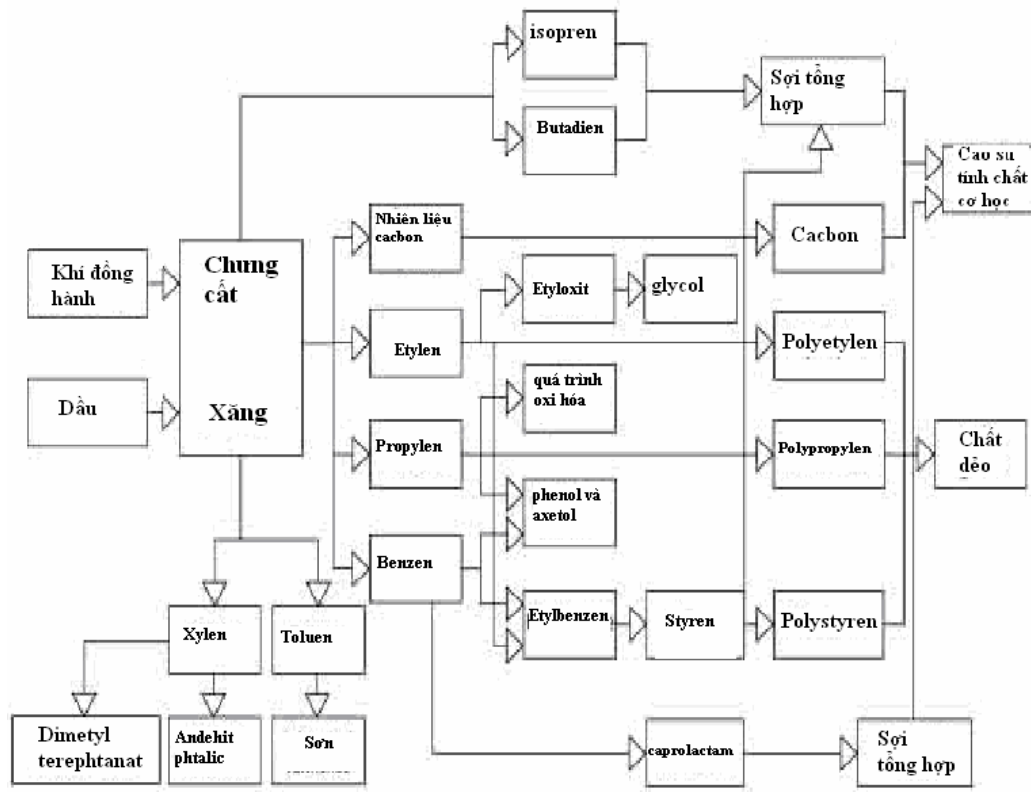 isopren
Sợi tổng
hợp
Butadien
Cao su
tính chất
cơ học
Nhiên liệu
cacbon
Cacbon
Khí đồng
hành
Chưng
cất
Etyloxit
glycol
Etylen
Polyetylen
Dầu
Xăng
quá trình
oxi hóa
Propylen
Polypropylen
Chất
dẻo
phenol và
axetol
Benzen
Etylbenzen
Styren
Polystyren
Xylen
Toluen
Dimetyl
terephtanat
Andehit
phtalic
Sơn
caprolactam
Sợi
tổng hợp